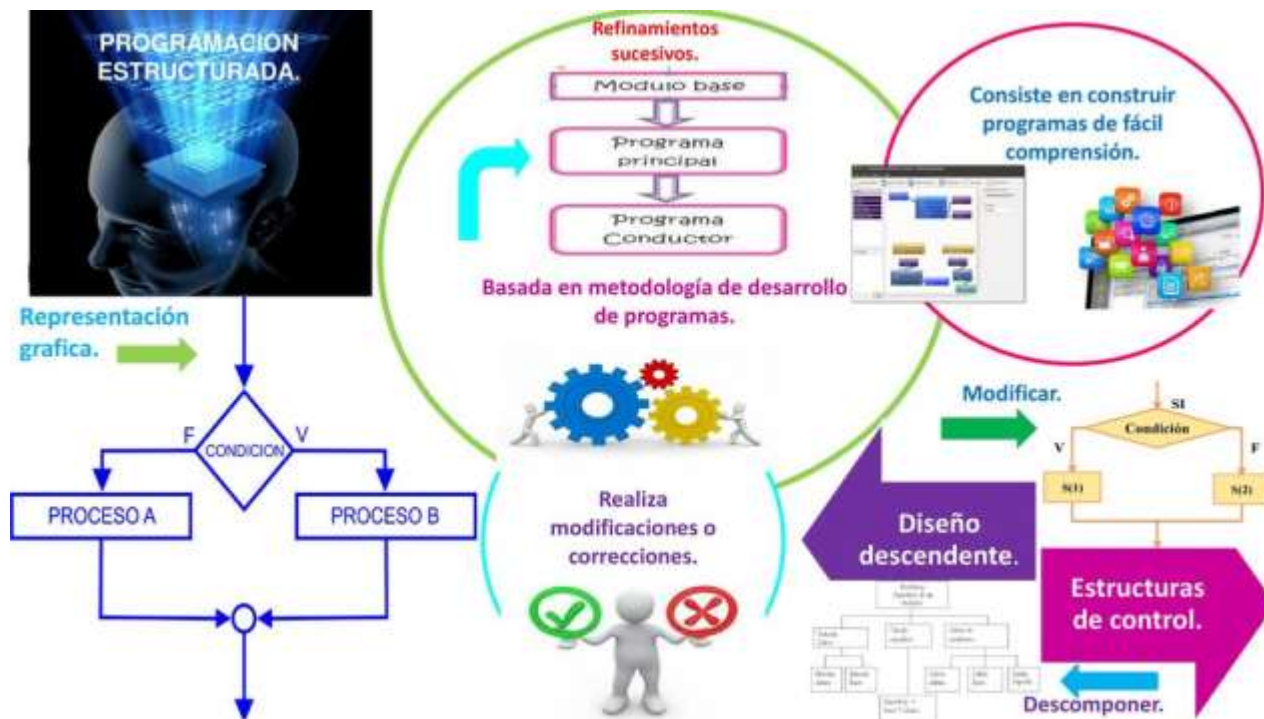 PROGRAMACION
ESTRUCTURADA.
Representación
grafica.
F
V
CONDICION
PROCESO A
PROCESO B
Refinamientos
sucesivos.
Modulo base
Programa
principal
Programa
Conductor
Basada en metodología de desarrollo
de programas.
Realiza
modificaciones o
correcciones.
Consiste en construir
programas de fácil
comprensión.
Modificar.
SI
Condición
V
F
S(1)
S(2)
Diseño
descendente.
Estructuras
de control.
Descomponer.